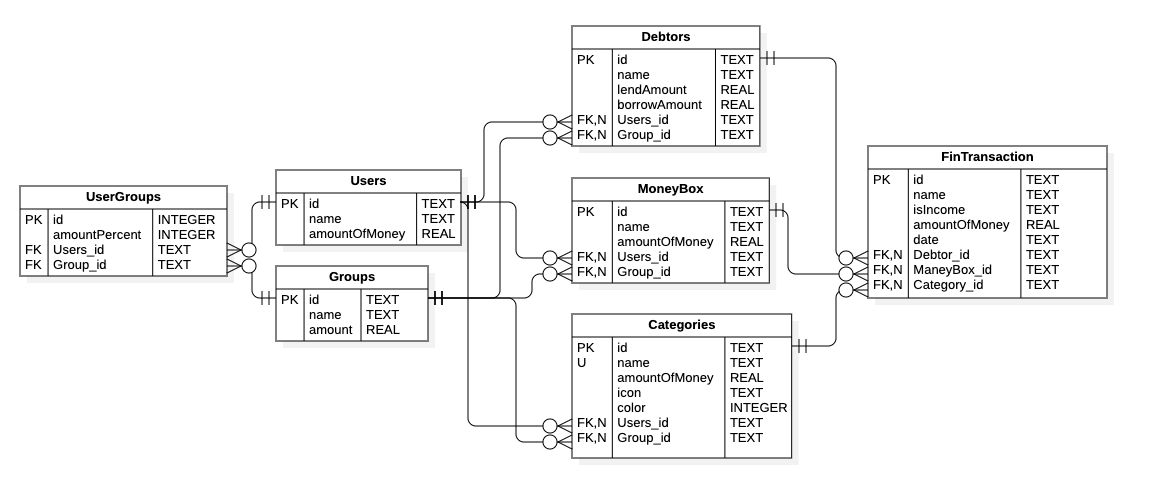 UserGroups
PK id INTEGER
amountPercent INTEGER
FK Users_id TEXT
FK Group_id TEXT
Users
PK id TEXT
name TEXT
amountOfMoney REAL
Groups
PK id TEXT
name TEXT
amount REAL
Debtors
PK id TEXT
name TEXT
lendAmount REAL
borrowAmount REAL
FK,N Users_id TEXT
FK,N Group_id TEXT
MoneyBox
PK id TEXT
name TEXT
amountOfMoney REAL
FK,N Users_id TEXT
FK,N Group_id TEXT
Categories
PK id TEXT
U name TEXT
amountOfMoney REAL
icon TEXT
color INTEGER
FK,N Users_id TEXT
FK,N Group_id TEXT
FinTransaction
PK id TEXT
name TEXT
isIncome TEXT
amountOfMoney REAL
date TEXT
FK,N Debtor_id TEXT
FK,N ManeyBox_id TEXT
FK,N Category_id TEXT